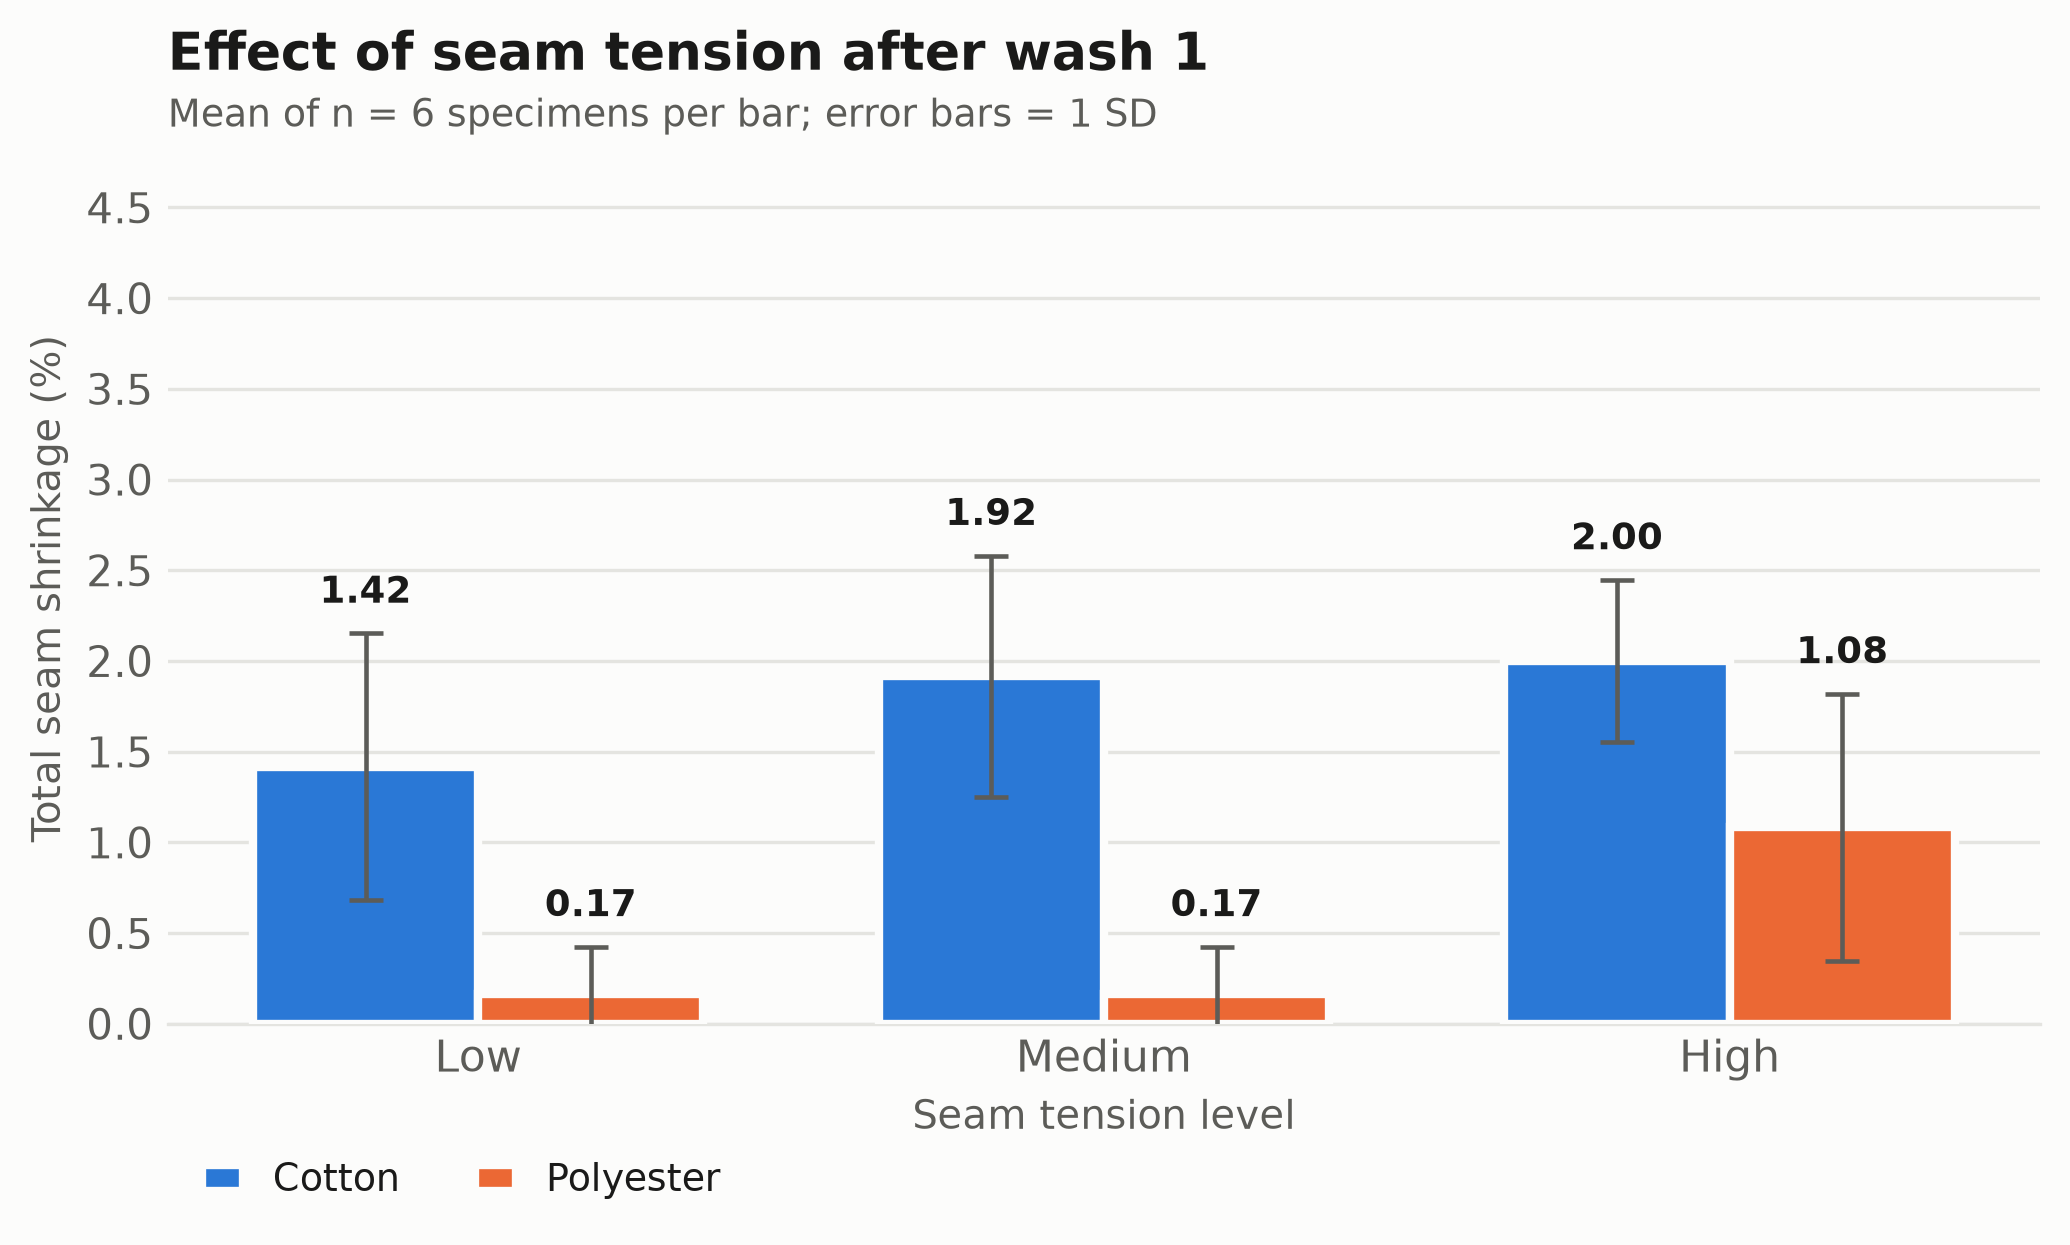 Effect of seam tension after wash 1
Mean of n = 6 specimens per bar; error bars = 1 SD
Total seam shrinkage (%)
4.5
4.0
3.5
3.0
2.5
2.0
1.5
1.0
0.5
0.0
1.42
0.17
1.92
0.17
2.00
1.08
Low
Medium
High
Seam tension level
Cotton
Polyester